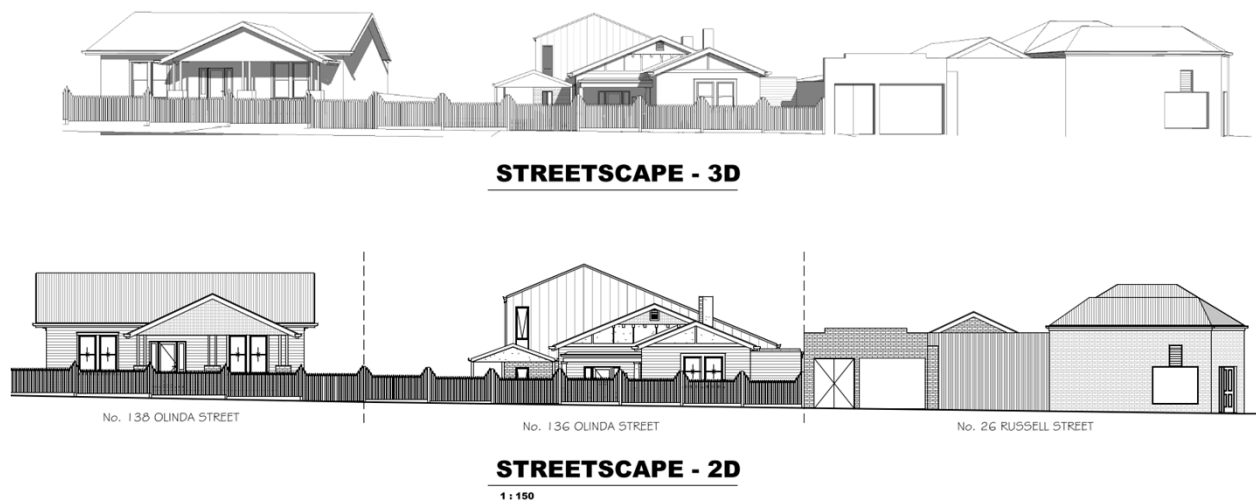 STREETSCAPE - 3D
No. 138 OLINDA STREET
No. 136 OLINDA STREET
No. 26 RUSSELL STREET
STREETSCAPE - 2D
1 : 150